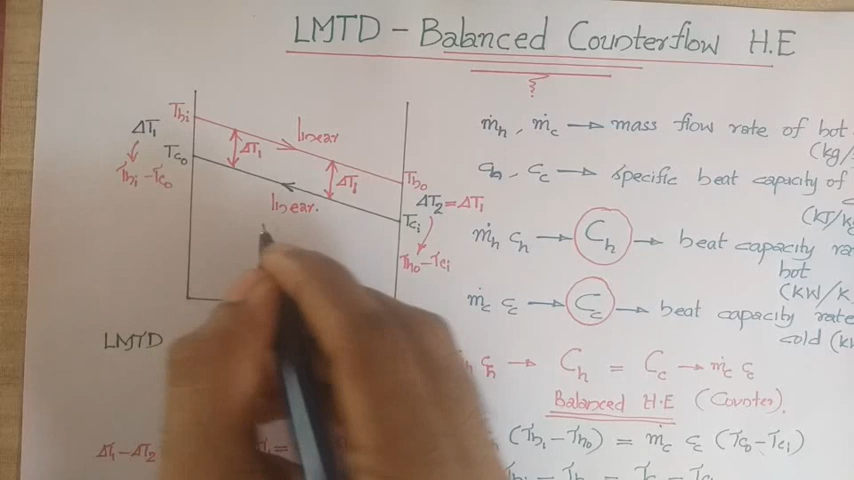 LMTD - Balanced Counterflow H.E
Thi
linear
ΔT1
ΔT1
Tco
Thi - Tco
ΔT1
Tho
ΔT2 = ΔT1
linear.
Tci
Tho - Tci
ṁh, ṁc → mass flow rate of hot
(kg/
ch, cc → specific heat capacity of
(KJ/K
ṁh ch → Ch → heat capacity ra
hot
(KW/K
ṁc cc → Cc → heat capacity rate
cold (k
LMTD
ch → Ch = Cc → ṁc cc
Balanced H.E (Counter).
ΔT1 - ΔT2
(Thi - Tho) = ṁc cc (Tco - Tci)